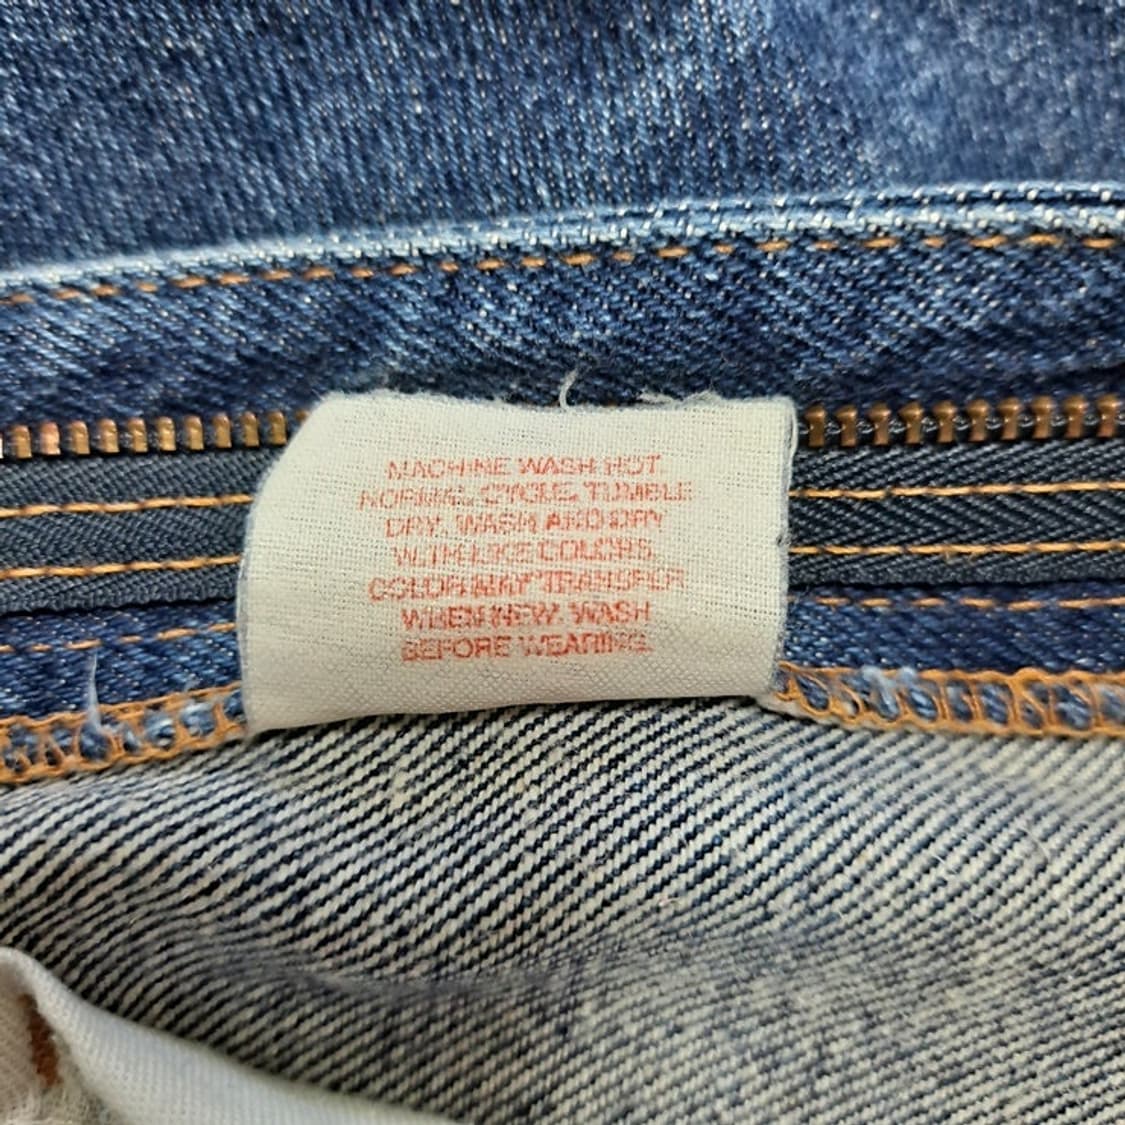 MACHINE WASH HOT.
NORMAL CYCLE. TUMBLE
DRY. WASH AND DRY
WITH LIKE COLORS.
COLOR MAY TRANSFER
WHEN NEW. WASH
BEFORE WEARING.